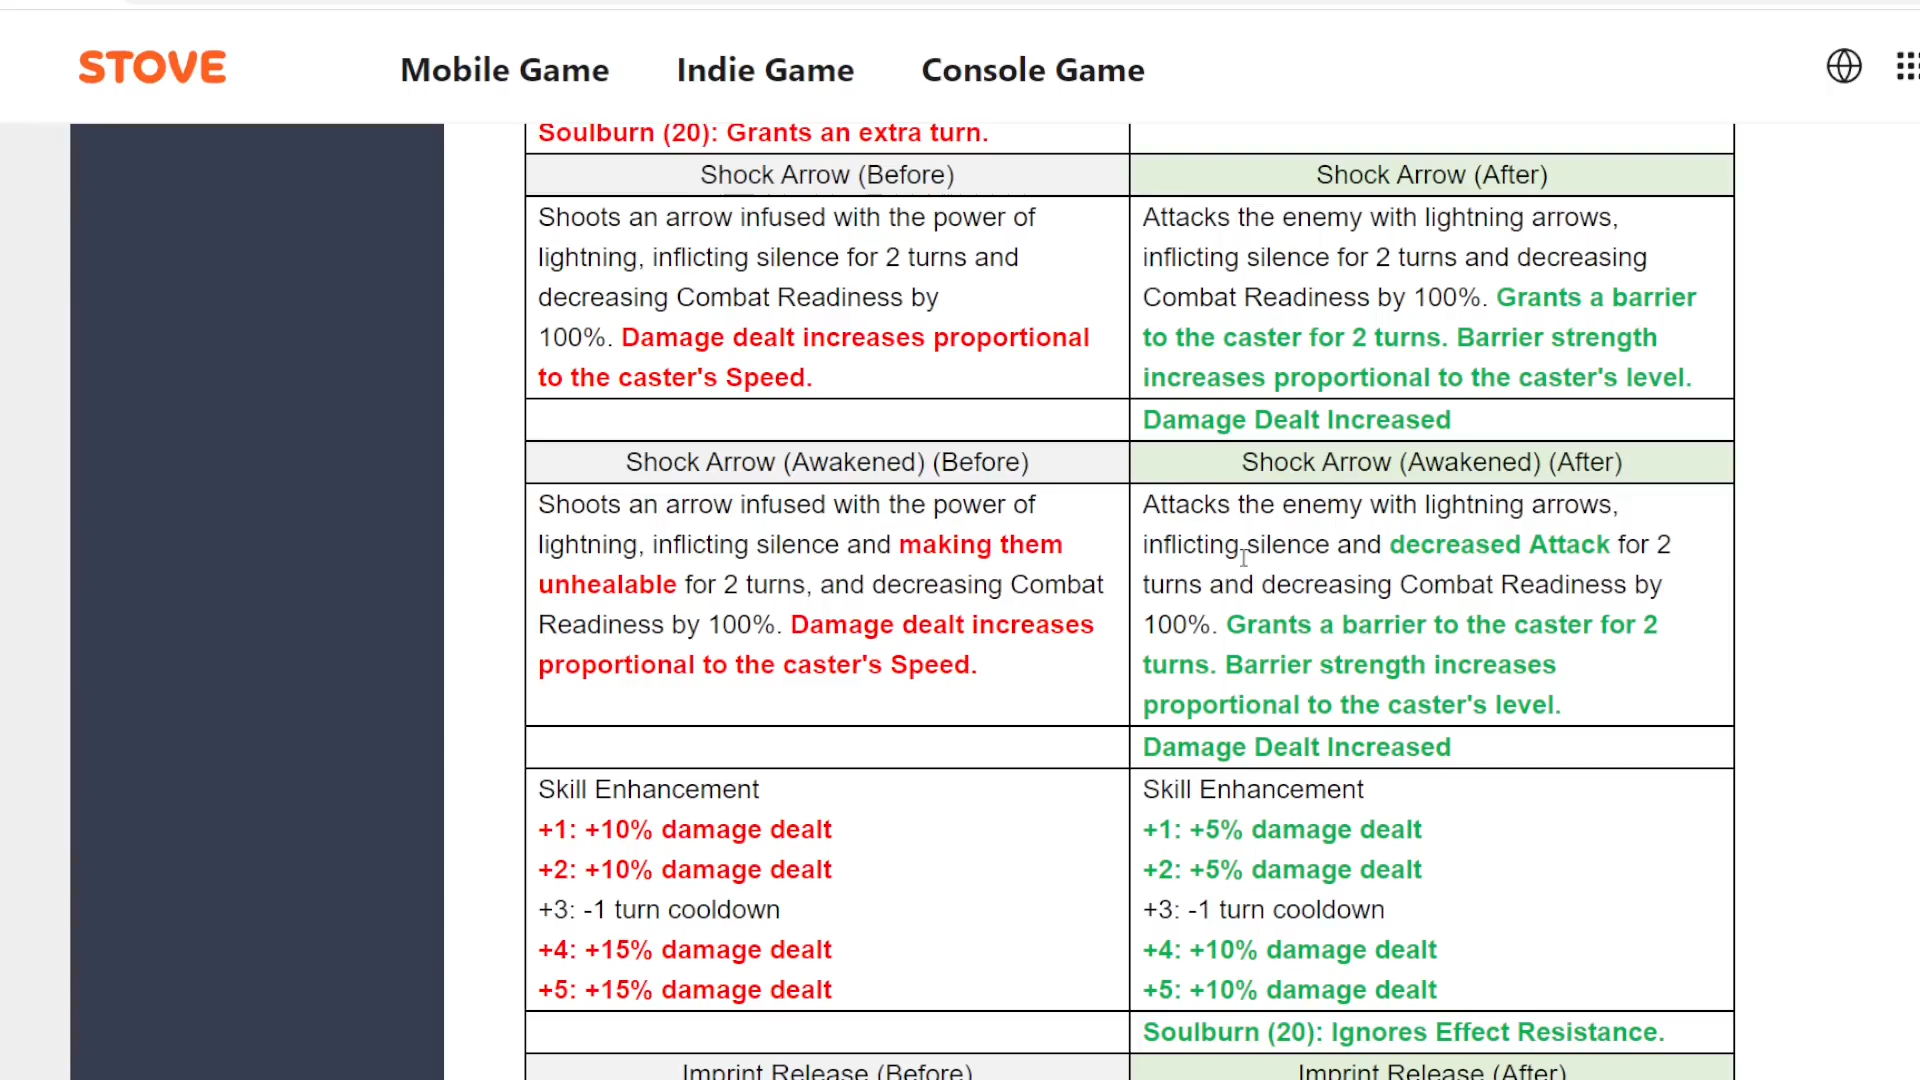 STOVE
Mobile Game Indie Game Console Game
Soulburn (20): Grants an extra turn.
Shock Arrow (Before)
Shock Arrow (After)
Shoots an arrow infused with the power of
lightning, inflicting silence for 2 turns and
decreasing Combat Readiness by
100%. Damage dealt increases proportional
to the caster's Speed.
Attacks the enemy with lightning arrows,
inflicting silence for 2 turns and decreasing
Combat Readiness by 100%. Grants a barrier
to the caster for 2 turns. Barrier strength
increases proportional to the caster's level.
Damage Dealt Increased
Shock Arrow (Awakened) (Before)
Shock Arrow (Awakened) (After)
Shoots an arrow infused with the power of
lightning, inflicting silence and making them
unhealable for 2 turns, and decreasing Combat
Readiness by 100%. Damage dealt increases
proportional to the caster's Speed.
Attacks the enemy with lightning arrows,
inflicting silence and decreased Attack for 2
turns and decreasing Combat Readiness by
100%. Grants a barrier to the caster for 2
turns. Barrier strength increases
proportional to the caster's level.
Damage Dealt Increased
Skill Enhancement
+1: +10% damage dealt
+2: +10% damage dealt
+3: -1 turn cooldown
+4: +15% damage dealt
+5: +15% damage dealt
Skill Enhancement
+1: +5% damage dealt
+2: +5% damage dealt
+3: -1 turn cooldown
+4: +10% damage dealt
+5: +10% damage dealt
Soulburn (20): Ignores Effect Resistance.
Imprint Release (Before)
Imprint Release (After)